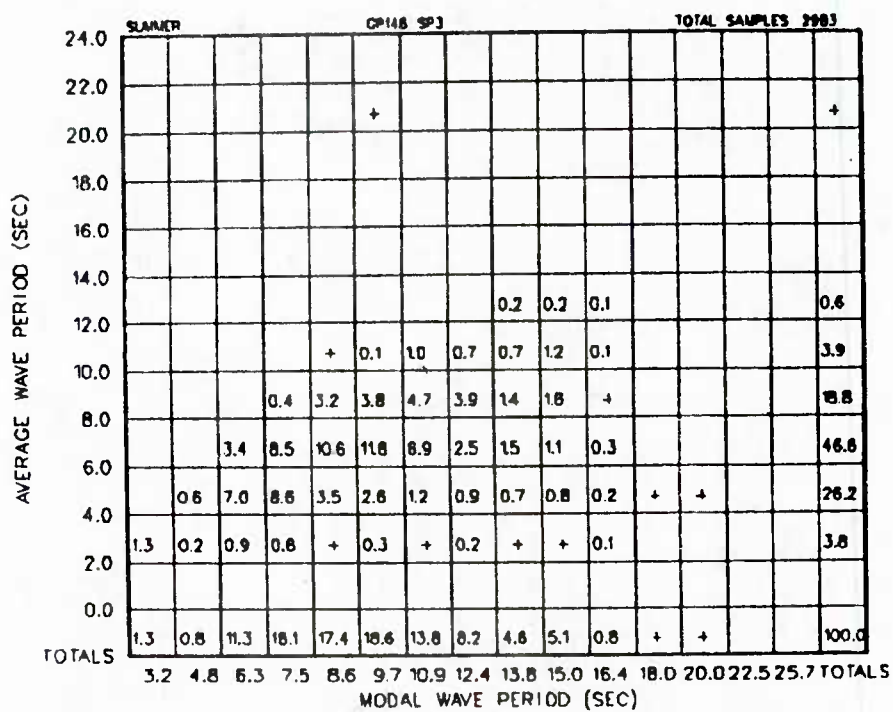 SUMMER GP148 SP3 TOTAL SAMPLES 2983
24.0
22.0
+ +
20.0
18.0
16.0
14.0
0.2 0.2 0.1 0.6
12.0
+ 0.1 1.0 0.7 0.7 1.2 0.1 3.9
10.0
0.4 3.2 3.8 4.7 3.9 1.4 1.6 + 18.8
8.0
3.4 8.5 10.6 11.8 6.9 2.5 1.5 1.1 0.3 46.6
6.0
0.6 7.0 8.6 3.5 2.6 1.2 0.9 0.7 0.8 0.2 + + 26.2
4.0
1.3 0.2 0.9 0.6 + 0.3 + 0.2 + + 0.1 3.8
2.0
0.0
1.3 0.8 11.3 18.1 17.4 18.6 13.8 8.2 4.6 5.1 0.8 + + 100.0
TOTALS
3.2 4.8 6.3 7.5 8.6 9.7 10.9 12.4 13.8 15.0 16.4 18.0 20.0 22.5 25.7 TOTALS
MODAL WAVE PERIOD (SEC)
AVERAGE WAVE PERIOD (SEC)